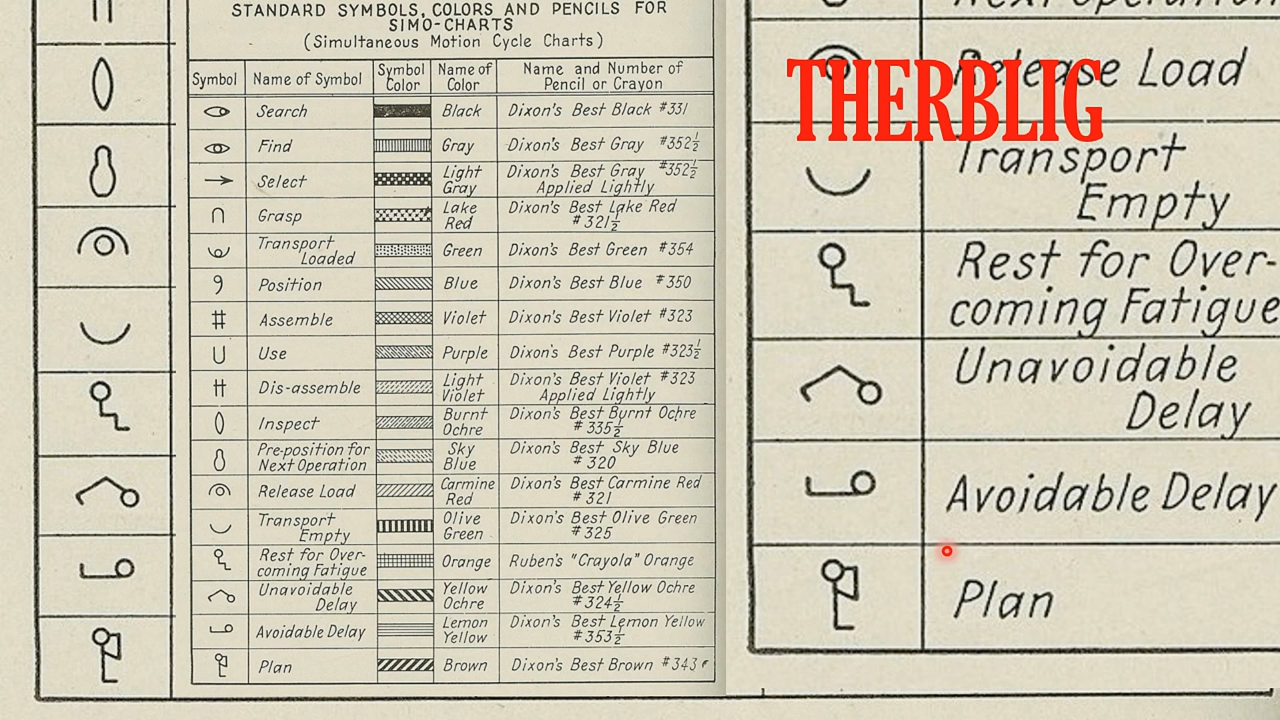 STANDARD SYMBOLS, COLORS AND PENCILS FOR
SIMO-CHARTS
(Simultaneous Motion Cycle Charts)
Symbol Name of Symbol Symbol Color Name of Color Name and Number of Pencil or Crayon
Search Black Dixon's Best Black #331
Find Gray Dixon's Best Gray #352½
Select Light Gray Dixon's Best Gray #352½ Applied Lightly
Grasp Lake Red Dixon's Best Lake Red #321½
Transport Loaded Green Dixon's Best Green #354
Position Blue Dixon's Best Blue #350
Assemble Violet Dixon's Best Violet #323
Use Purple Dixon's Best Purple #323½
Dis-assemble Light Violet Dixon's Best Violet #323 Applied Lightly
Inspect Burnt Ochre Dixon's Best Burnt Ochre #335½
Pre-position for Next Operation Sky Blue Dixon's Best Sky Blue #320
Release Load Carmine Red Dixon's Best Carmine Red #321
Transport Empty Olive Green Dixon's Best Olive Green #325
Rest for Over-coming Fatigue Orange Ruben's "Crayola" Orange
Unavoidable Delay Yellow Ochre Dixon's Best Yellow Ochre #324½
Avoidable Delay Lemon Yellow Dixon's Best Lemon Yellow #353½
Plan Brown Dixon's Best Brown #343
Next Operation
Release Load
THERBLIG
Transport
Empty
Rest for Over-
coming Fatigue
Unavoidable
Delay
Avoidable Delay
Plan